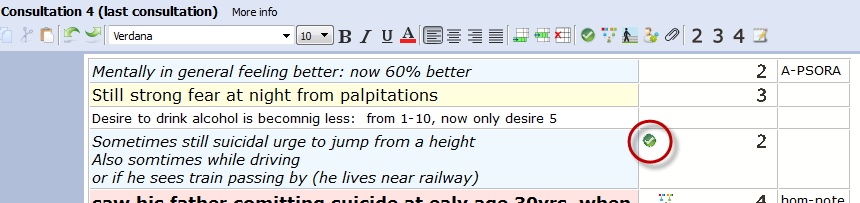 Consultation 4 (last consultation) More info
Verdana 10 B I U A 2 3 4
Mentally in general feeling better: now 60% better 2 A-PSORA
Still strong fear at night from palpitations 3
Desire to drink alcohol is becomnig less: from 1-10, now only desire 5
Sometimes still suicidal urge to jump from a height 2
Also somtimes while driving
or if he sees train passing by (he lives near railway)
saw his father comitting suicide at ealy age 30yrs, when 4 hom-note